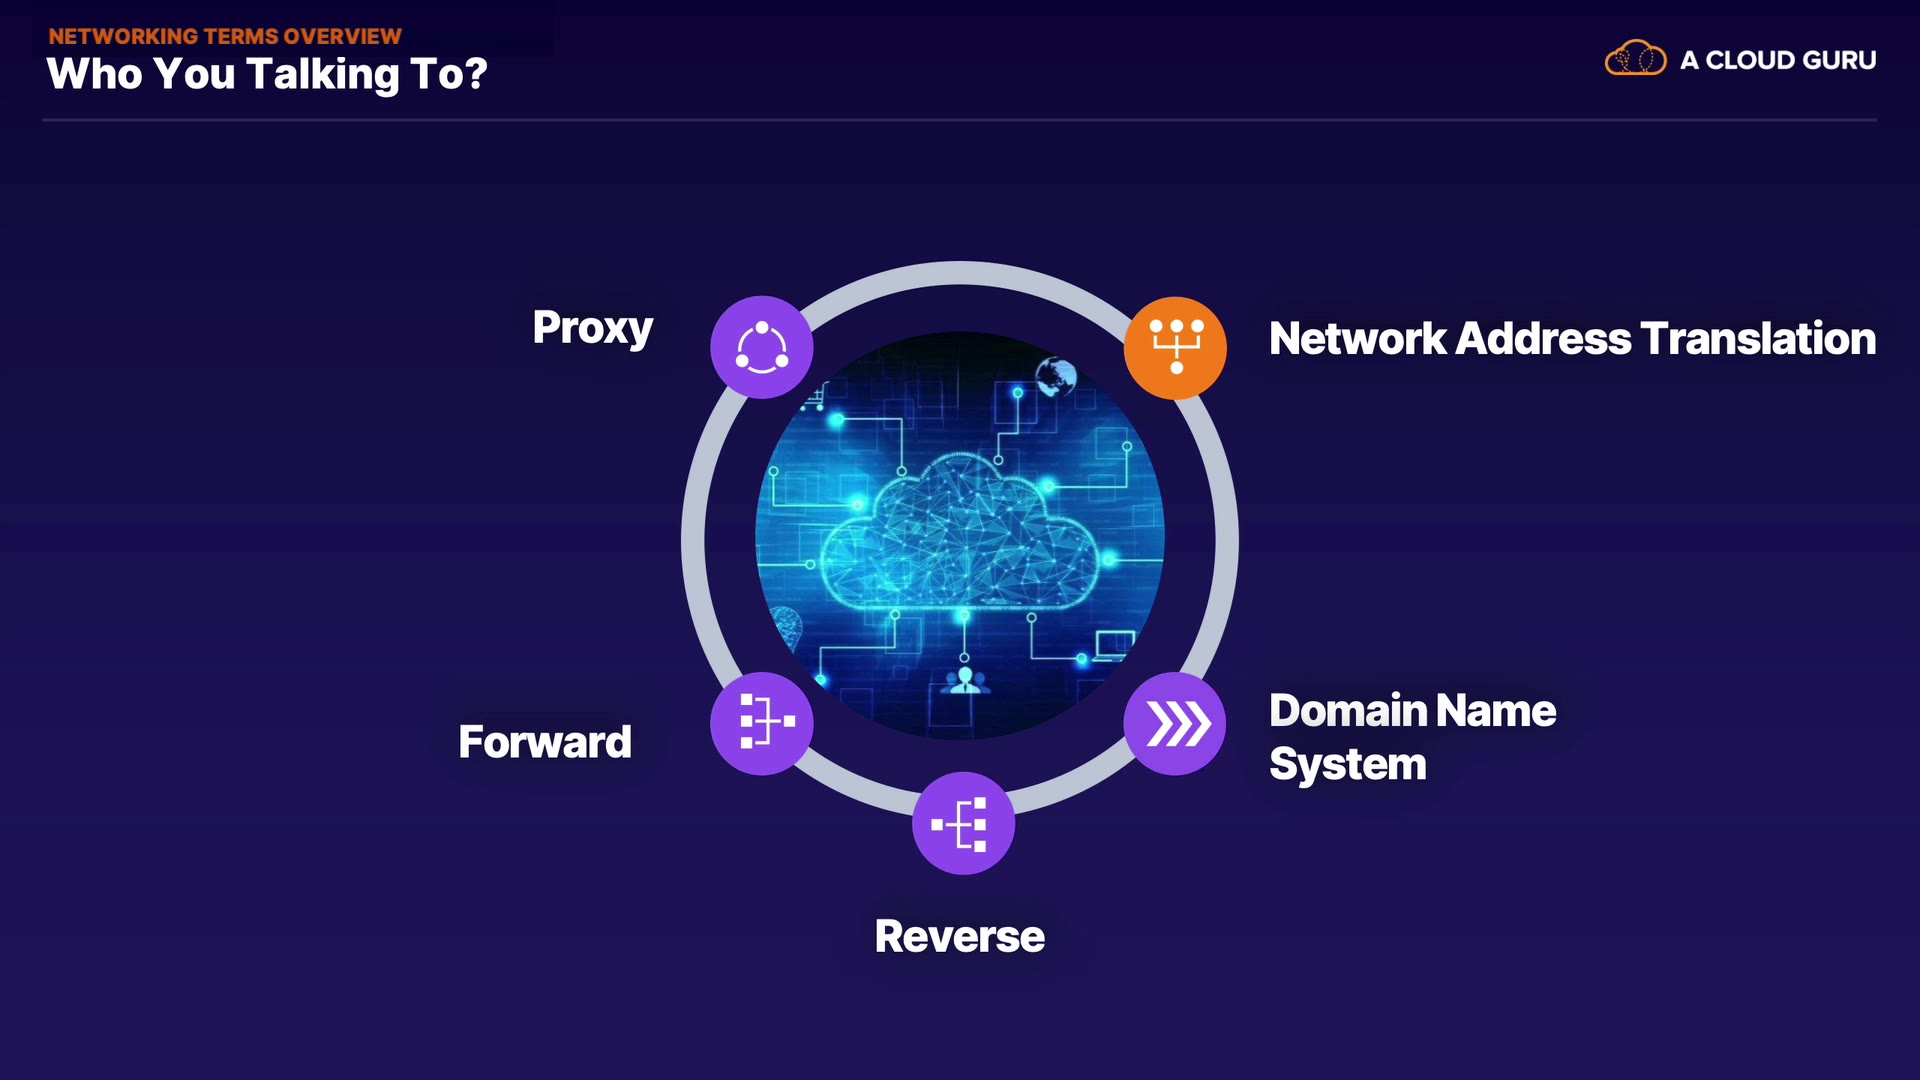 NETWORKING TERMS OVERVIEW
Who You Talking To?
A CLOUD GURU
Proxy
Network Address Translation
Forward
Domain Name
System
Reverse